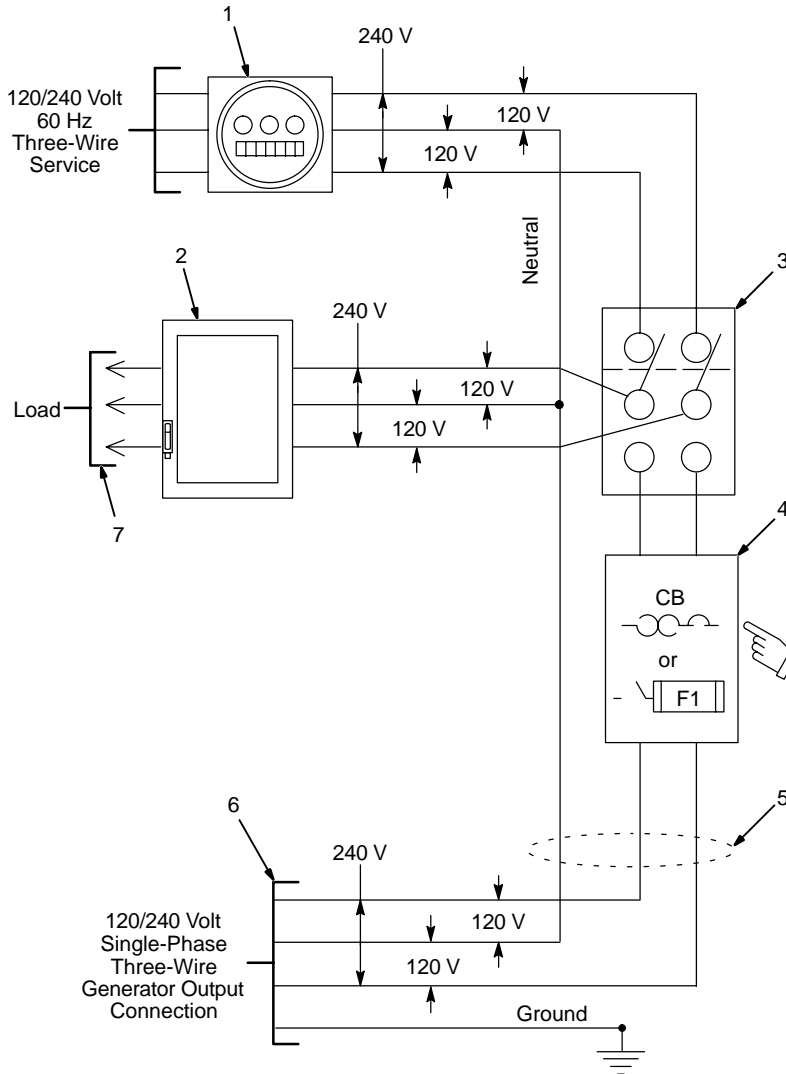 1
240 V
120/240 Volt
60 Hz
Three-Wire
Service
120 V
120 V
Neutral
2
3
240 V
120 V
Load
120 V
7
4
CB
or
F1
5
6
240 V
120/240 Volt
Single-Phase
Three-Wire
Generator Output
Connection
120 V
120 V
Ground